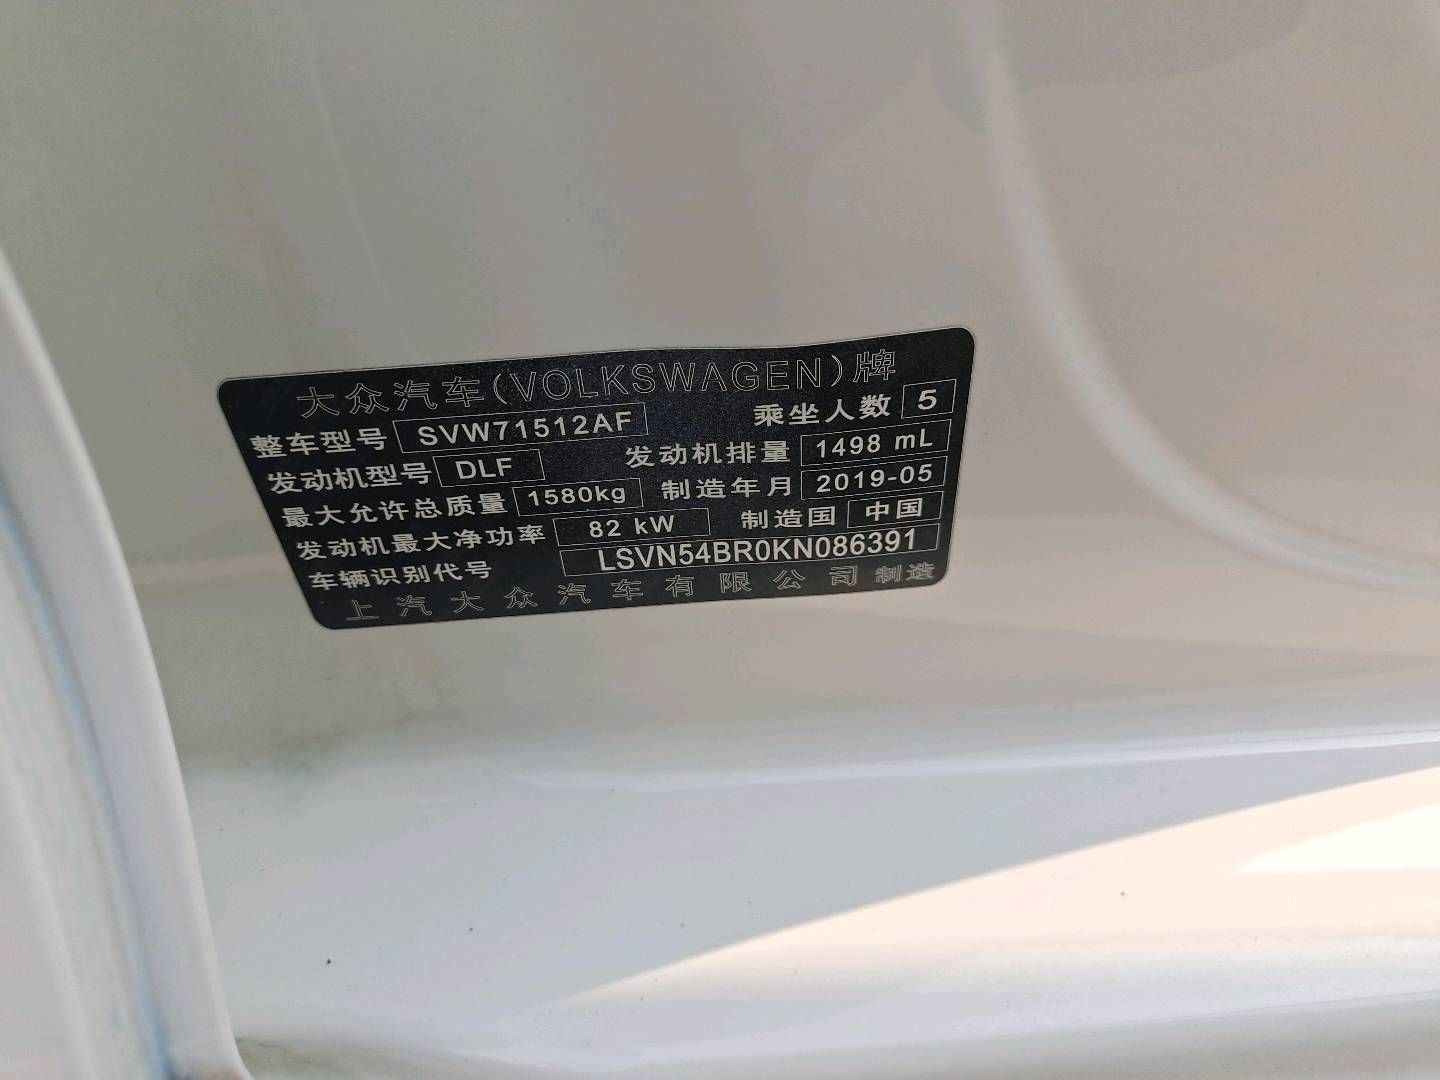 大众汽车(VOLKSWAGEN)牌
整车型号 SVW71512AF 乘坐人数 5
发动机型号 DLF 发动机排量 1498 mL
最大允许总质量 1580kg 制造年月 2019-05
发动机最大净功率 82 kW 制造国 中国
车辆识别代号 LSVN54BR0KN086391
上汽大众汽车有限公司 制造